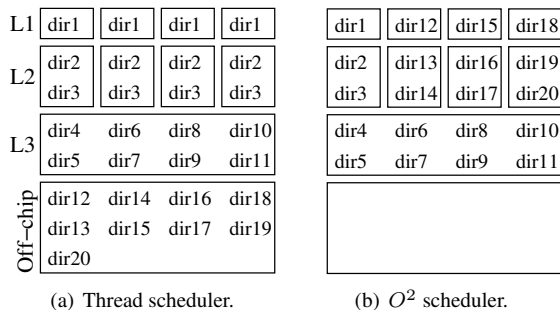 L1 dir1 dir1 dir1 dir1 dir1 dir12 dir15 dir18
L2 dir2 dir2 dir2 dir2 dir2 dir13 dir16 dir19
dir3 dir3 dir3 dir3 dir3 dir14 dir17 dir20
L3 dir4 dir6 dir8 dir10 dir4 dir6 dir8 dir10
dir5 dir7 dir9 dir11 dir5 dir7 dir9 dir11
Off-chip
dir12 dir14 dir16 dir18
dir13 dir15 dir17 dir19
dir20
(a) Thread scheduler. (b) O² scheduler.